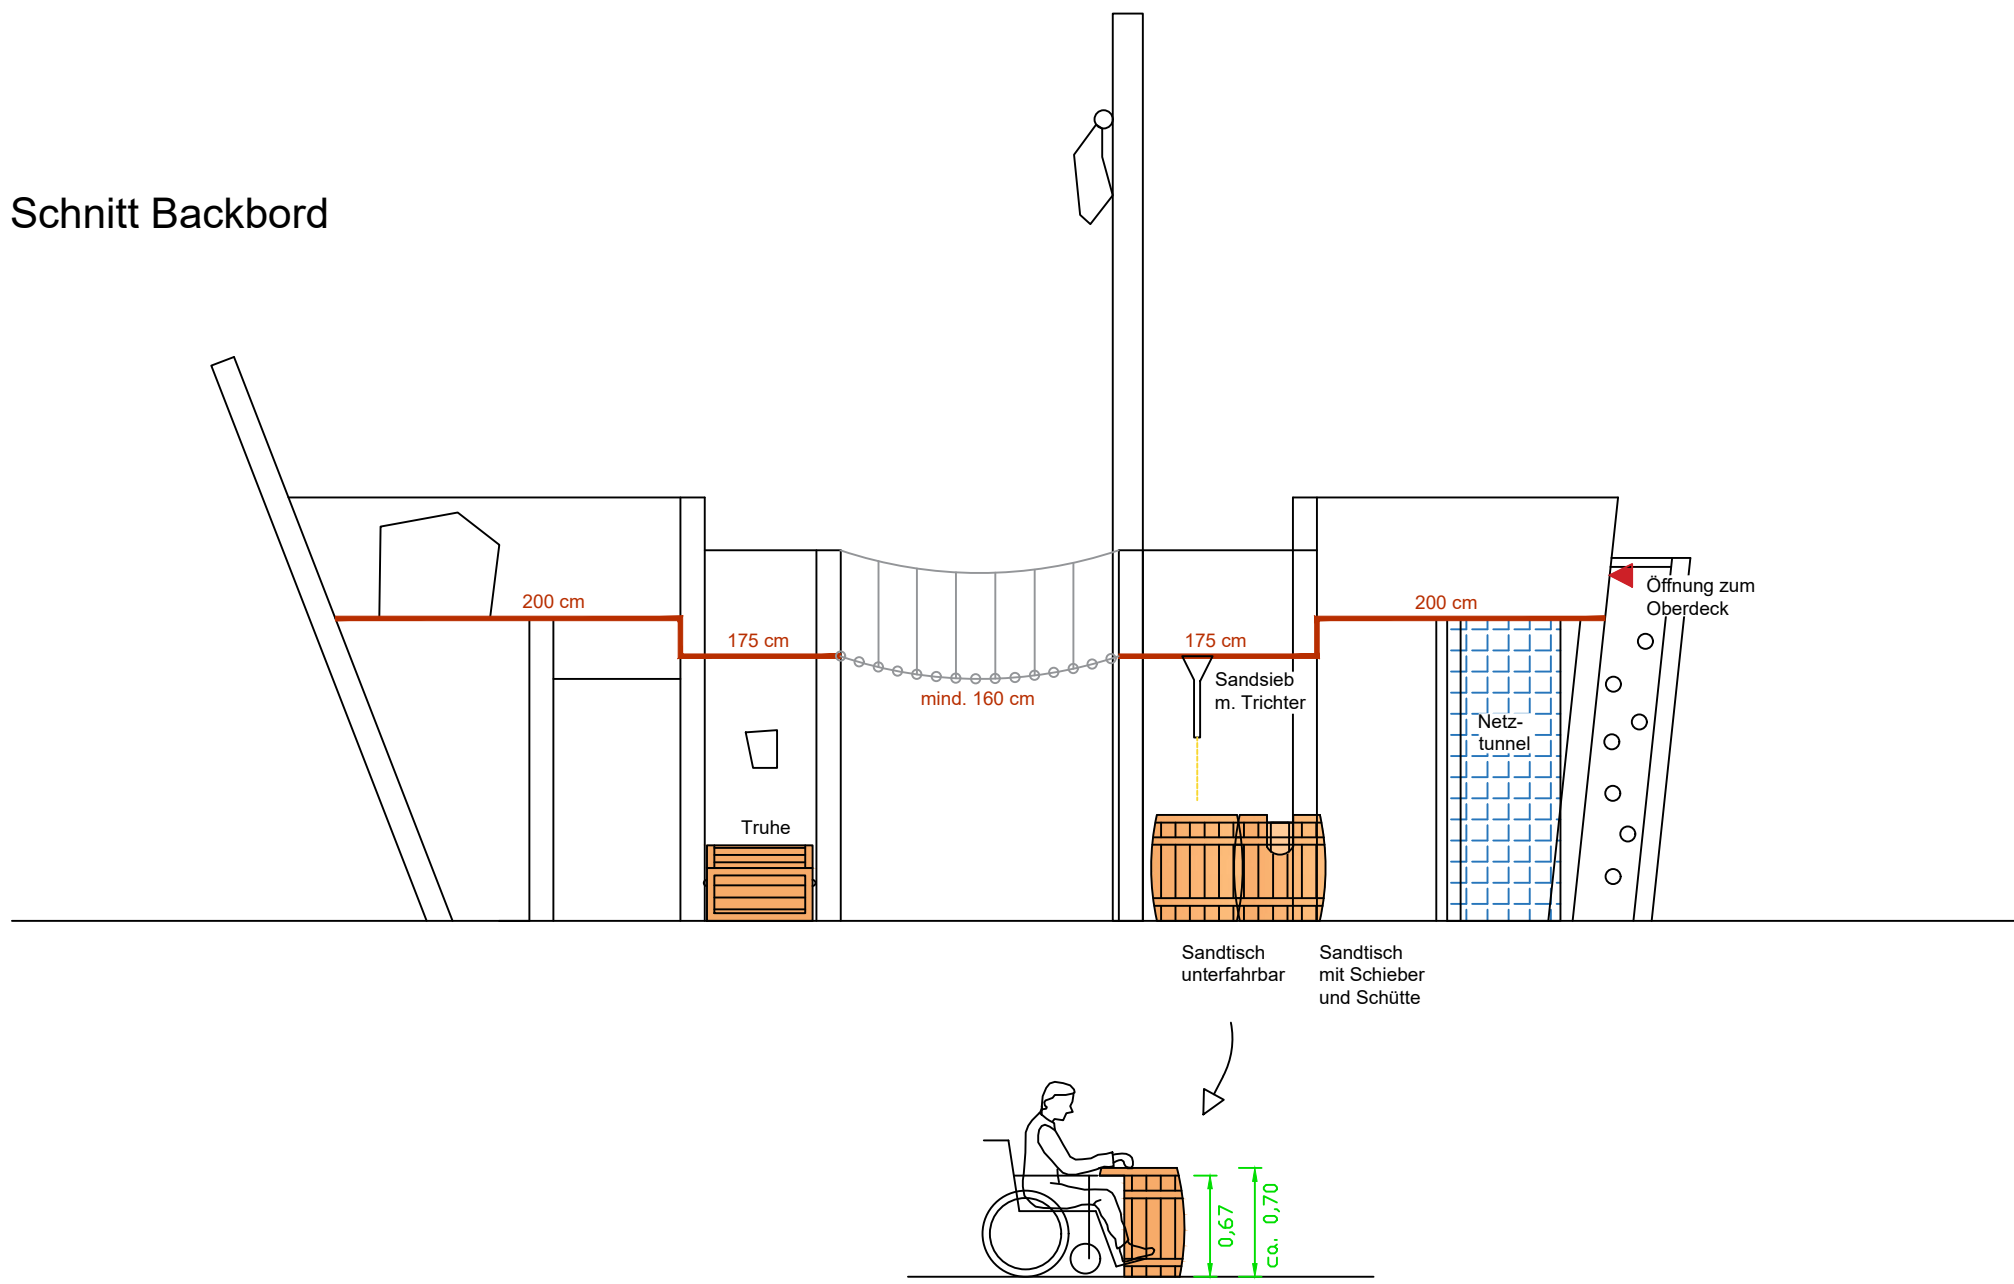 Schnitt Backbord
200 cm
175 cm
mind. 160 cm
175 cm
200 cm
Öffnung zum
Oberdeck
Sandsieb
m. Trichter
Netz-
tunnel
Truhe
Sandtisch
unterfahrbar
Sandtisch
mit Schieber
und Schütte
0,67
ca. 0,70